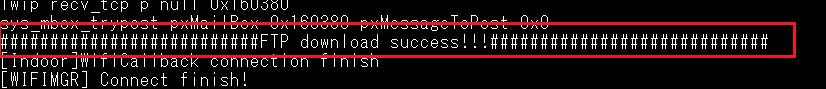 lwip recv_tcp p null 0x160380
sys_mbox_trypost pxMailBox 0x160380 pxMessageToPost 0x0
##########################FTP download success!!!############################
[Indoor]WifiCallback connection finish
[WIFIMGR] Connect finish!